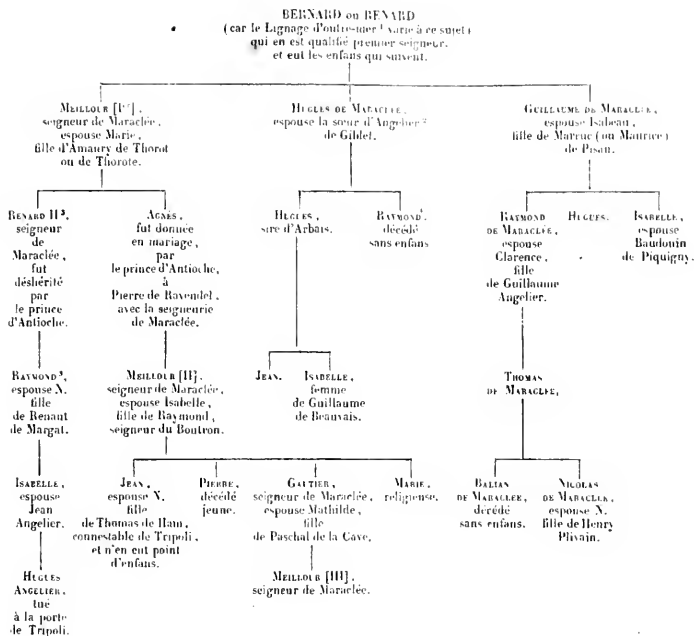 BERNARD ou RENARD
(car le Lignage d'outre-mer¹ varie à ce sujet)
qui en est qualifié premier seigneur,
et eut les enfans qui suivent.
MEILLOUR [Iᵉʳ],
seigneur de Maraclée,
espouse Marie,
fille d'Amaury de Thorot
ou de Thorote.
HUGUES DE MARACLÉE,
espouse la sœur d'Angelier²
de Giblet.
GUILLAUME DE MARACLÉE,
espouse Isabeau,
fille de Marruc (ou Maurice)
de Pisan.
RENARD II³,
seigneur
de
Maraclée,
fut
déshérité
par
le prince
d'Antioche.
AGNÈS,
fut donnée
en mariage,
par
le prince d'Antioche,
à
Pierre de Ravendel,
avec la seigneurie
de Maraclée.
HUGUES,
sire d'Arbais.
RAYMOND⁴,
décédé
sans enfans
RAYMOND
DE MARACLÉE,
espouse
Clarence,
fille
de Guillaume
Angelier.
HUGUES.
ISABELLE,
espouse
Baudouin
de Piquigny.
RAYMOND⁵,
espouse N.
fille
de Renaut
de Margat.
MEILLOUR [II],
seigneur de Maraclée,
espouse Isabelle,
fille de Raymond,
seigneur du Boutron.
JEAN.
ISABELLE,
femme
de Guillaume
de Beauvais.
THOMAS
DE MARACLÉE,
ISABELLE,
espouse
Jean
Angelier.
JEAN,
espouse N.
fille
de Thomas de Ham,
connestable de Tripoli,
et n'en eut point
d'enfans.
PIERRE,
décédé
jeune.
GAUTIER,
seigneur de Maraclée,
espouse Mathilde,
fille
de Paschal de la Cave.
MARIE,
religieuse.
BALIAN
DE MARACLÉE,
décédé
sans enfans.
NICOLAS
DE MARACLÉE,
espouse N.
fille de Henry
Plivain.
HUGUES
ANGELIER,
tué
à la porte
de Tripoli.
MEILLOUR [III],
seigneur de Maraclée.